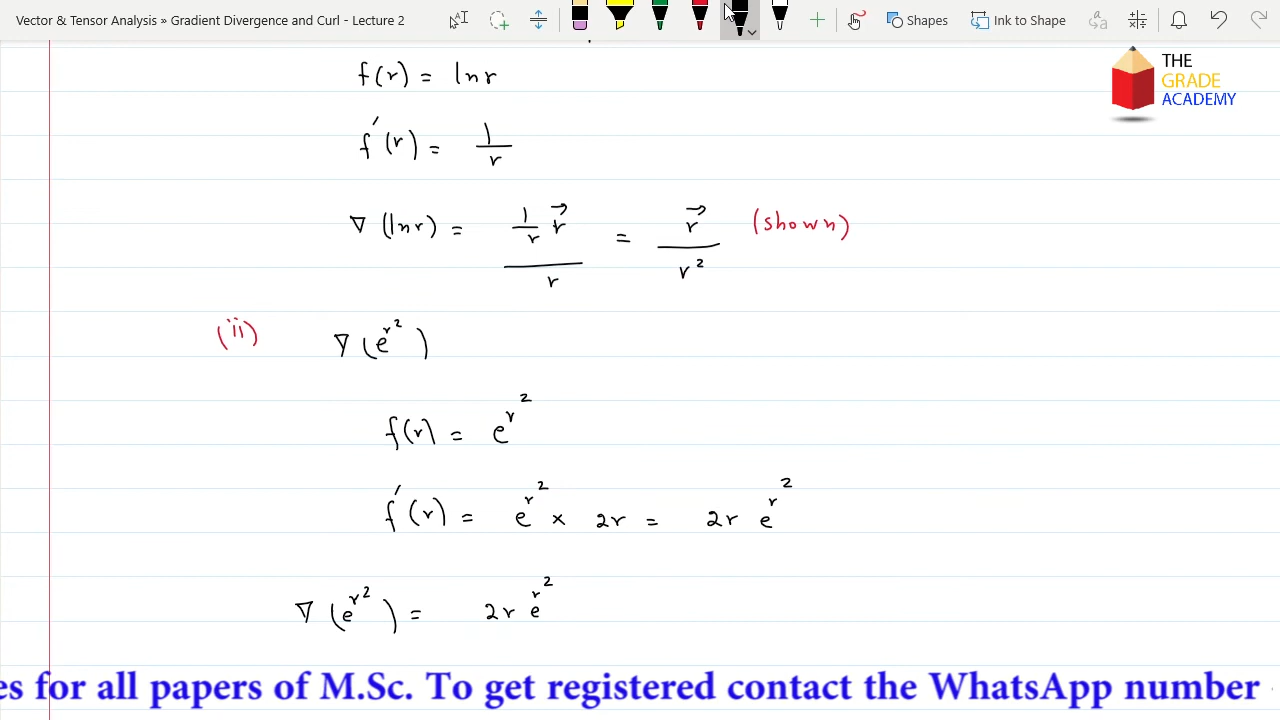 Vector & Tensor Analysis » Gradient Divergence and Curl - Lecture 2
Shapes
Ink to Shape
THE
GRADE
ACADEMY
f(r) = ln r
f'(r) = 1/r
∇ (ln r) = (1/r r⃗)/r = r⃗/r² (shown)
(ii) ∇ (e^{r²})
f(r) = e^{r²}
f'(r) = e^{r²} × 2r = 2r e^{r²}
∇ (e^{r²}) = 2r e^{r²}
es for all papers of M.Sc. To get registered contact the WhatsApp number